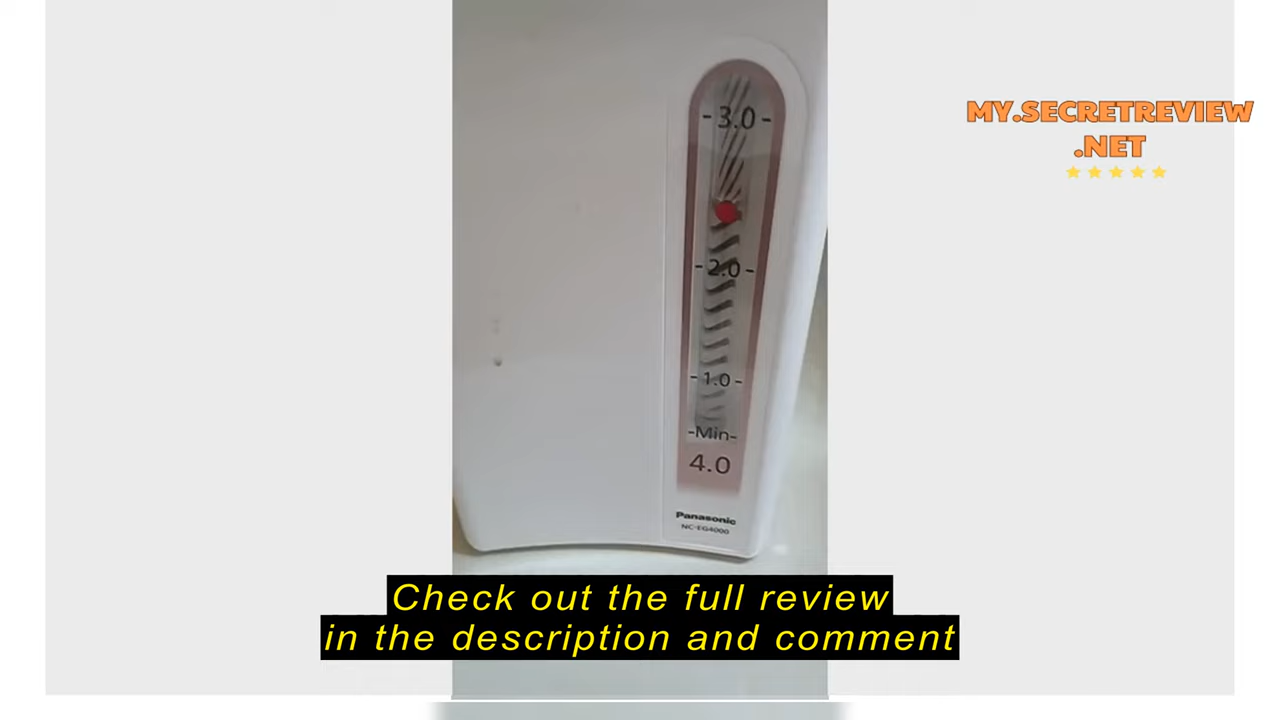 MY.SECRETREVIEW
.NET
-3.0-
-2.0-
-1.0-
-Min-
4.0
Panasonic
NC-EG4000
Check out the full review
in the description and comment